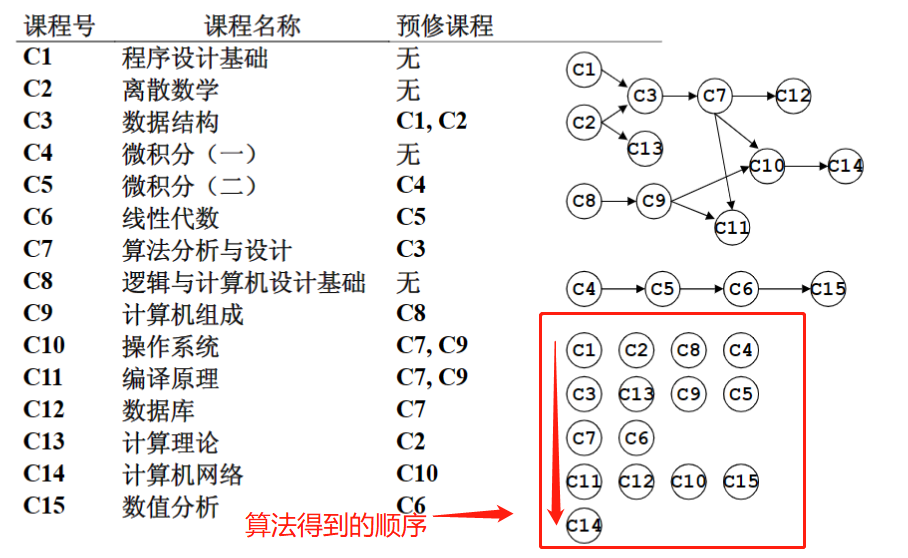 课程号 课程名称 预修课程
C1 程序设计基础 无
C2 离散数学 无
C3 数据结构 C1, C2
C4 微积分（一） 无
C5 微积分（二） C4
C6 线性代数 C5
C7 算法分析与设计 C3
C8 逻辑与计算机设计基础 无
C9 计算机组成 C8
C10 操作系统 C7, C9
C11 编译原理 C7, C9
C12 数据库 C7
C13 计算理论 C2
C14 计算机网络 C10
C15 数值分析 C6
C1
C3 C7 C12
C2
C13
C10 C14
C8 C9
C11
C4 C5 C6 C15
C1 C2 C8 C4
C3 C13 C9 C5
C7 C6
C11 C12 C10 C15
C14
算法得到的顺序